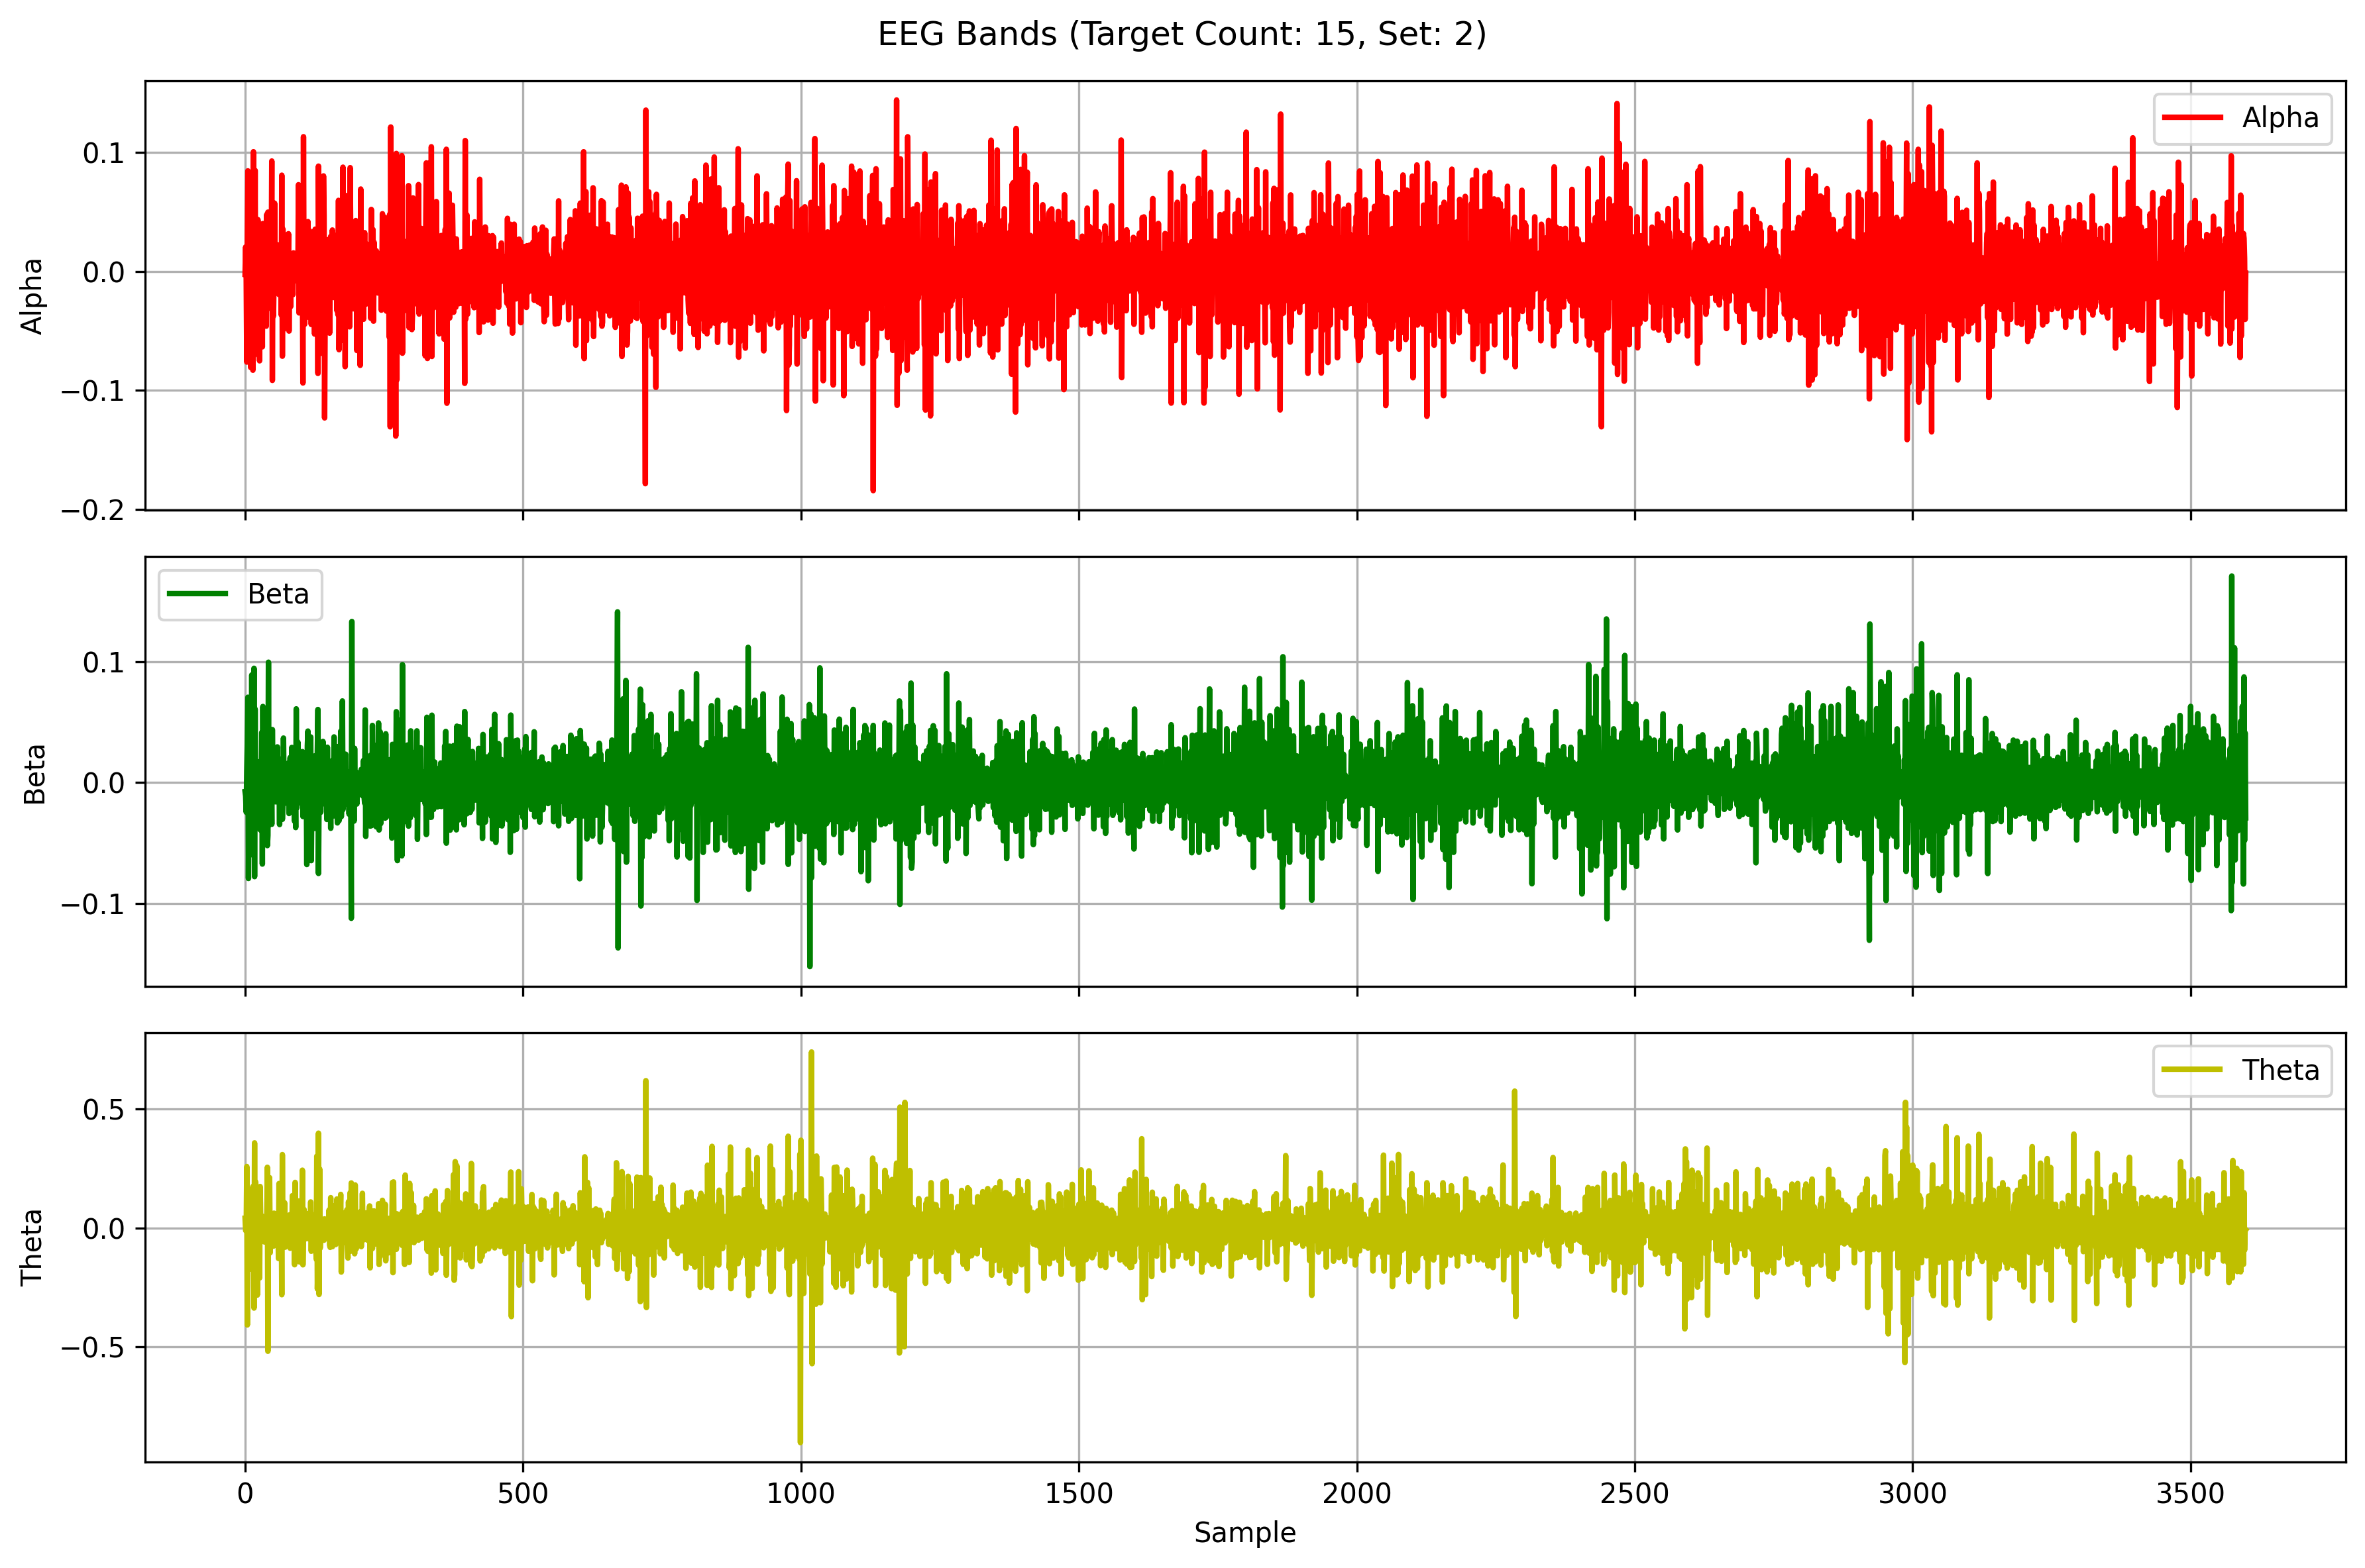 EEG Bands (Target Count: 15, Set: 2)
Alpha
0.1
0.0
−0.1
−0.2
Alpha
Beta
0.1
0.0
−0.1
Beta
Theta
0.5
0.0
−0.5
Theta
0 500 1000 1500 2000 2500 3000 3500
Sample